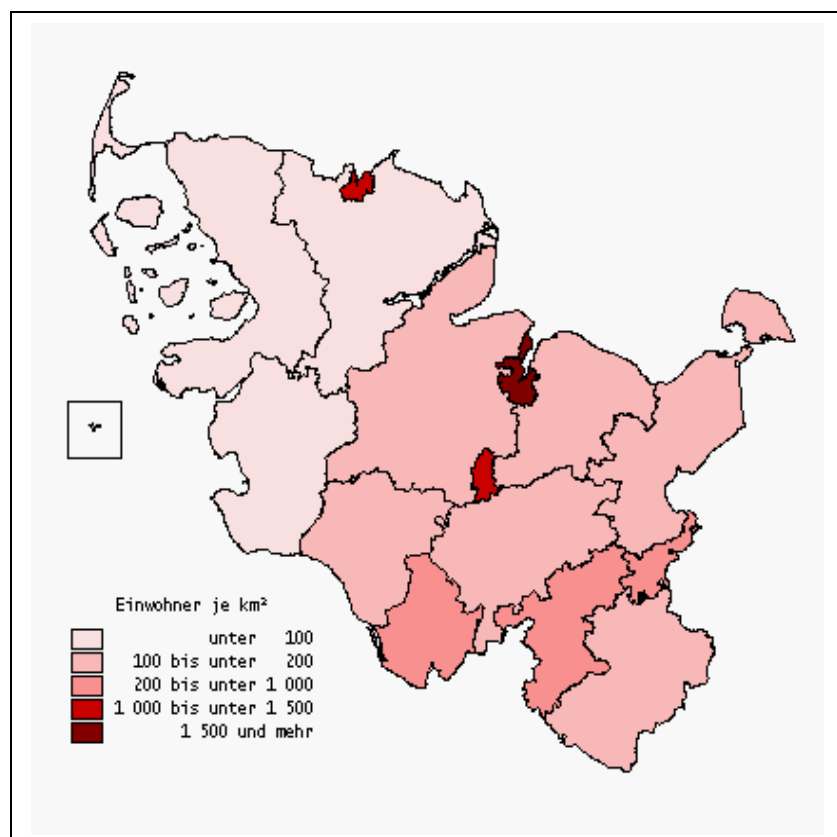 Einwohner je km²
unter 100
100 bis unter 200
200 bis unter 1 000
1 000 bis unter 1 500
1 500 und mehr